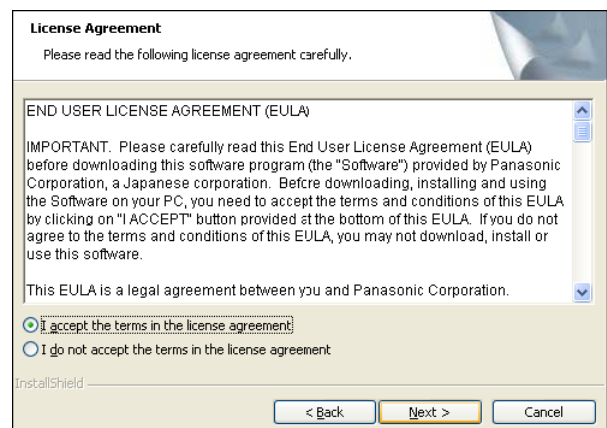 License Agreement
Please read the following license agreement carefully.
END USER LICENSE AGREEMENT (EULA)
IMPORTANT.  Please carefully read this End User License Agreement (EULA)
before downloading this software program (the "Software") provided by Panasonic
Corporation, a Japanese corporation.  Before downloading, installing and using
the Software on your PC, you need to accept the terms and conditions of this EULA
by clicking on "I ACCEPT" button provided at the bottom of this EULA.  If you do not
agree to the terms and conditions of this EULA, you may not download, install or
use this software.
This EULA is a legal agreement between you and Panasonic Corporation.
I accept the terms in the license agreement
I do not accept the terms in the license agreement
InstallShield
< Back
Next >
Cancel